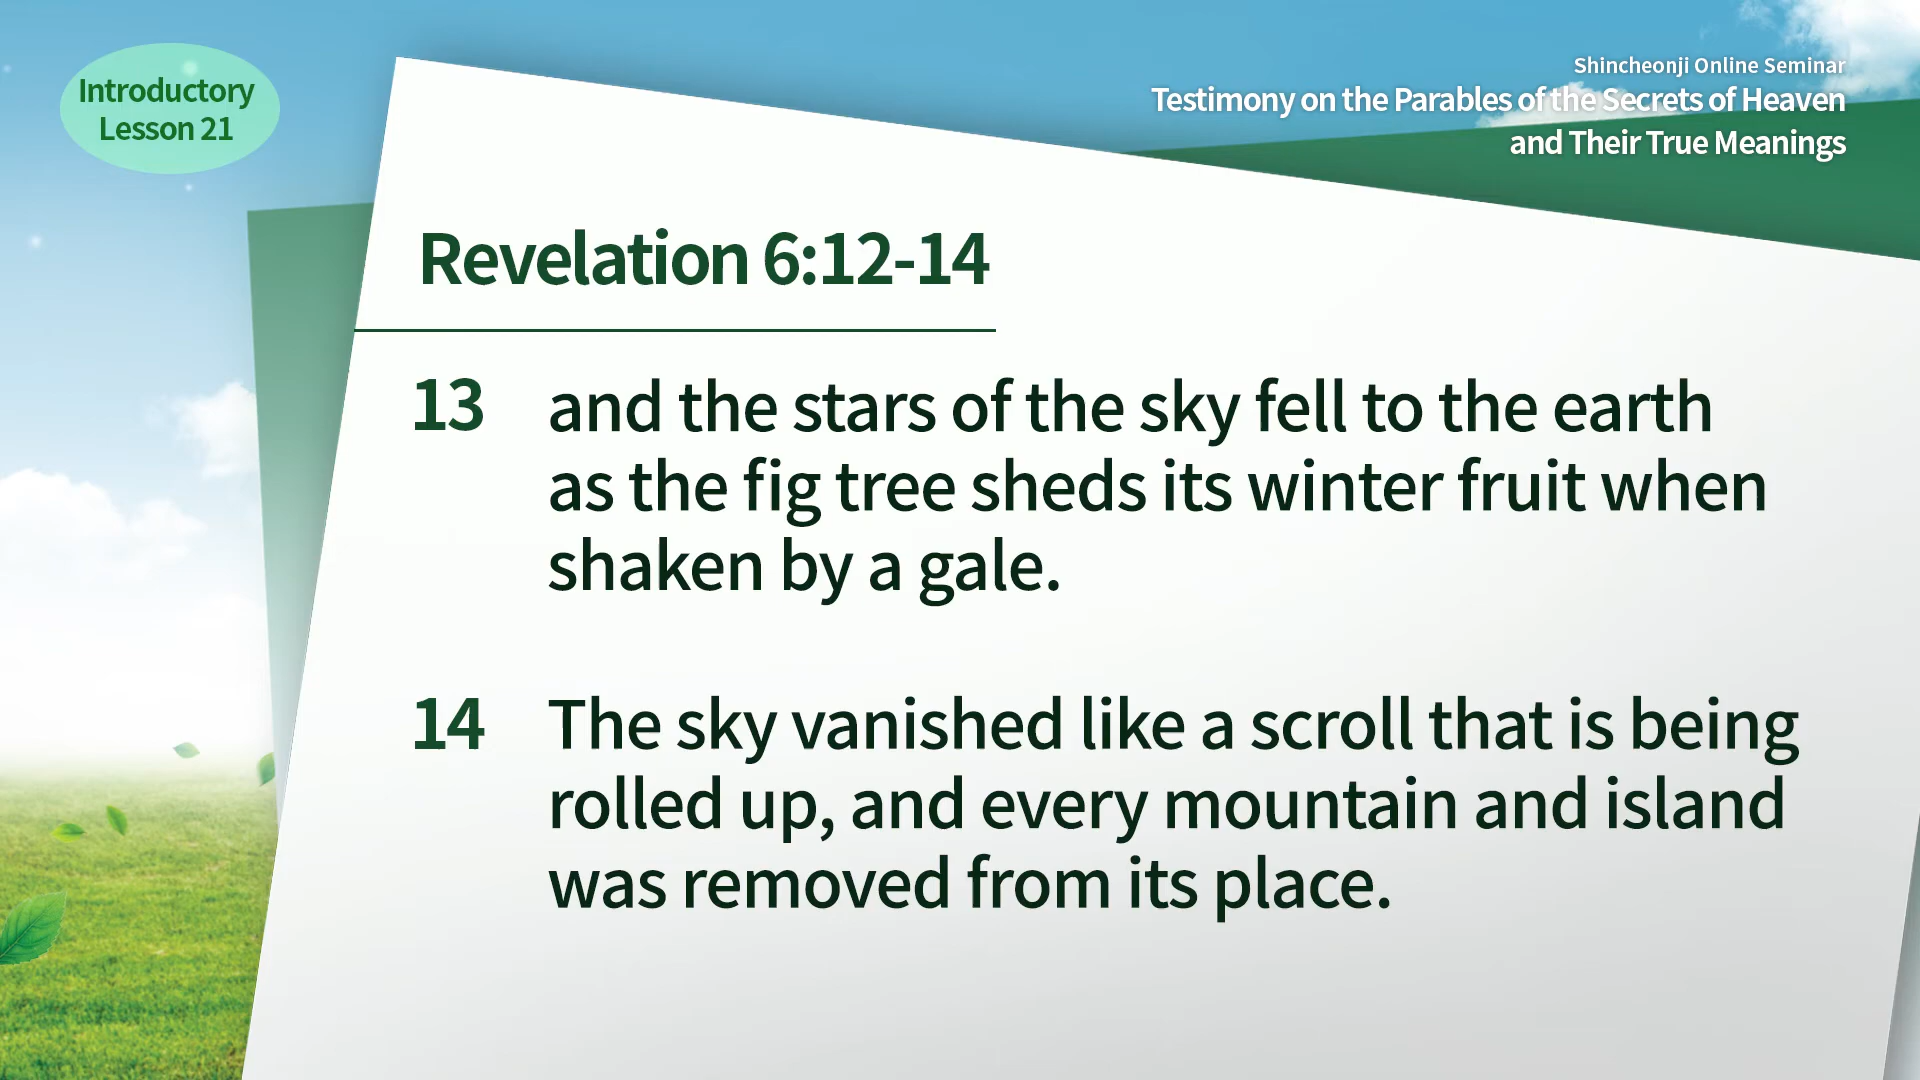 Introductory
Lesson 21
Shincheonji Online Seminar
Testimony on the Parables of the Secrets of Heaven
and Their True Meanings
Revelation 6:12-14
13 and the stars of the sky fell to the earth
as the fig tree sheds its winter fruit when
shaken by a gale.
14 The sky vanished like a scroll that is being
rolled up, and every mountain and island
was removed from its place.